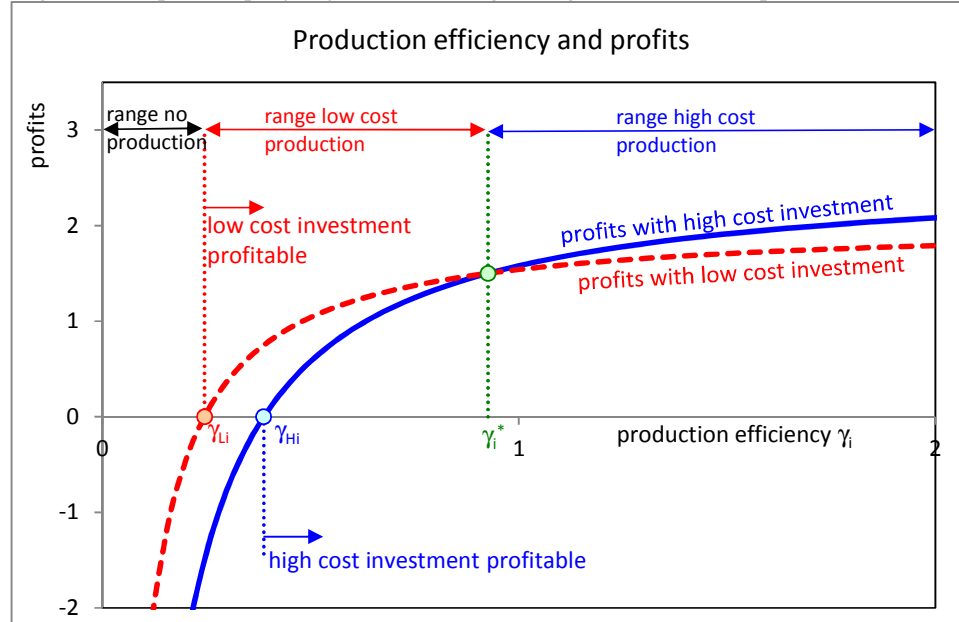 Production efficiency and profits
profits
3
2
1
0
-1
-2
range no
production
range low cost
production
range high cost
production
low cost investment
profitable
profits with high cost investment
profits with low cost investment
γLi
γHi
γi*
0
1
2
production efficiency γi
high cost investment profitable